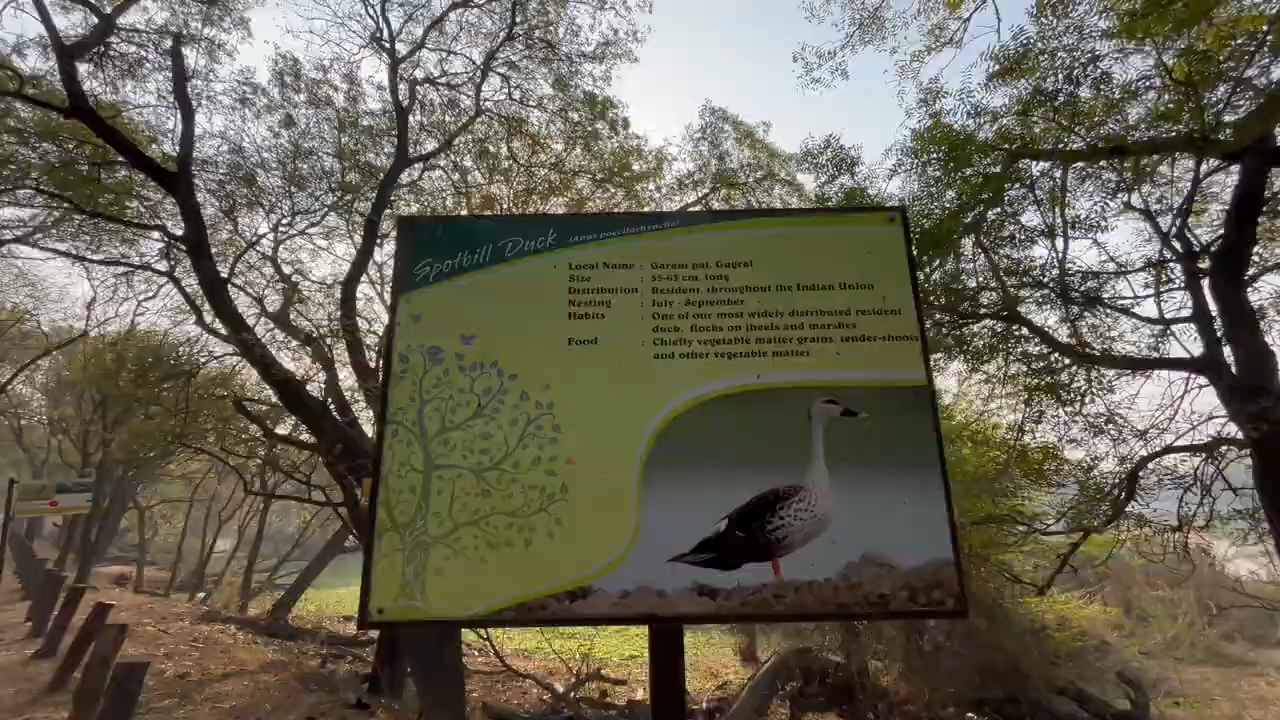 Spotbill Duck (Anas poecilorhyncha)
Local Name : Garam pai, Gugral
Size : 55-63 cm. long
Distribution : Resident, throughout the Indian Union
Nesting : July - September
Habits : One of our most widely distributed resident
duck. flocks on jheels and marshes
Food : Chiefly vegetable matter grains, tender-shoots
and other vegetable matter